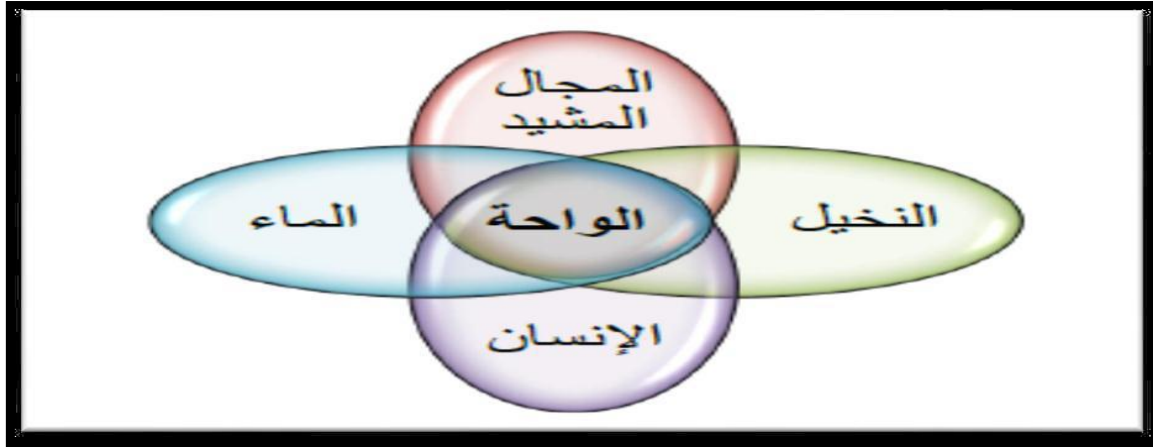 المجال
المشيد
النخيل
الواحة
الماء
الإنسان